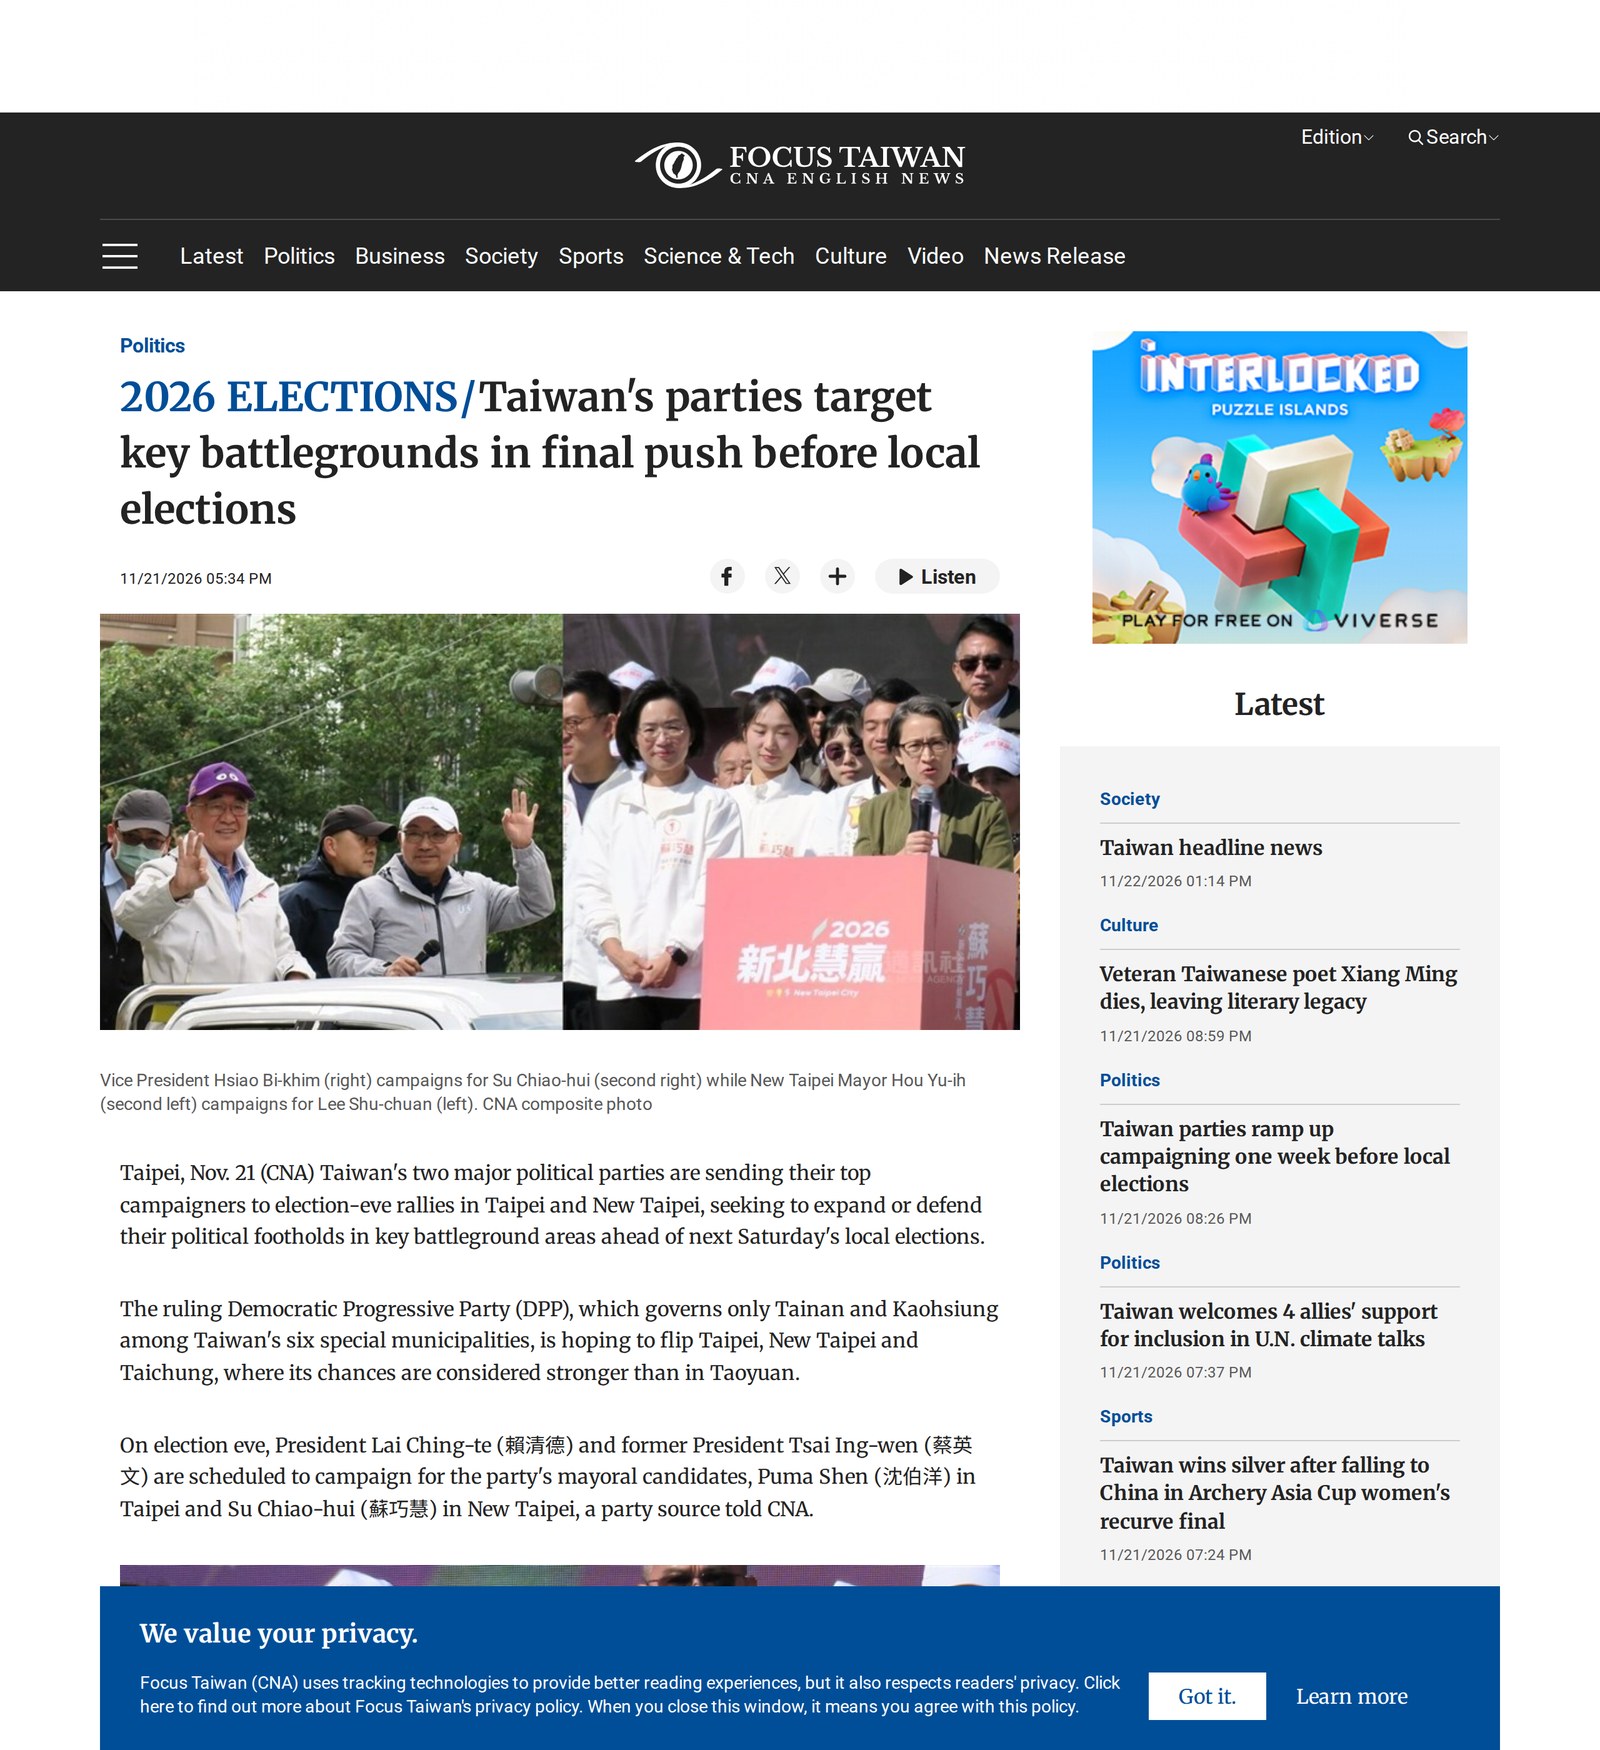 FOCUS TAIWAN
CNA ENGLISH NEWS
Edition
Search
Latest
Politics
Business
Society
Sports
Science & Tech
Culture
Video
News Release
Politics
2026 ELECTIONS/Taiwan's parties target
key battlegrounds in final push before local
elections
11/21/2026 05:34 PM
Listen
2026
新北慧贏
New Taipei City
蘇巧慧
Vice President Hsiao Bi-khim (right) campaigns for Su Chiao-hui (second right) while New Taipei Mayor Hou Yu-ih
(second left) campaigns for Lee Shu-chuan (left). CNA composite photo
Taipei, Nov. 21 (CNA) Taiwan's two major political parties are sending their top
campaigners to election-eve rallies in Taipei and New Taipei, seeking to expand or defend
their political footholds in key battleground areas ahead of next Saturday's local elections.
The ruling Democratic Progressive Party (DPP), which governs only Tainan and Kaohsiung
among Taiwan's six special municipalities, is hoping to flip Taipei, New Taipei and
Taichung, where its chances are considered stronger than in Taoyuan.
On election eve, President Lai Ching-te (賴清德) and former President Tsai Ing-wen (蔡英
文) are scheduled to campaign for the party's mayoral candidates, Puma Shen (沈伯洋) in
Taipei and Su Chiao-hui (蘇巧慧) in New Taipei, a party source told CNA.
INTERLOCKED
PUZZLE ISLANDS
PLAY FOR FREE ON VIVERSE
Latest
Society
Taiwan headline news
11/22/2026 01:14 PM
Culture
Veteran Taiwanese poet Xiang Ming
dies, leaving literary legacy
11/21/2026 08:59 PM
Politics
Taiwan parties ramp up
campaigning one week before local
elections
11/21/2026 08:26 PM
Politics
Taiwan welcomes 4 allies' support
for inclusion in U.N. climate talks
11/21/2026 07:37 PM
Sports
Taiwan wins silver after falling to
China in Archery Asia Cup women's
recurve final
11/21/2026 07:24 PM
We value your privacy.
Focus Taiwan (CNA) uses tracking technologies to provide better reading experiences, but it also respects readers' privacy. Click
here to find out more about Focus Taiwan's privacy policy. When you close this window, it means you agree with this policy.
Got it.
Learn more